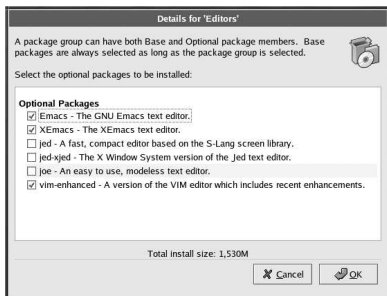 Details for 'Editors'
A package group can have both Base and Optional package members. Base
packages are always selected as long as the package group is selected.
Select the optional packages to be installed:
Optional Packages
Emacs - The GNU Emacs text editor.
XEmacs - The XEmacs text editor.
jed - A fast, compact editor based on the S-Lang screen library.
jed-xjed - The X Window System version of the Jed text editor.
joe - An easy to use, modeless text editor.
vim-enhanced - A version of the VIM editor which includes recent enhancements.
Total install size: 1,530M
Cancel
OK